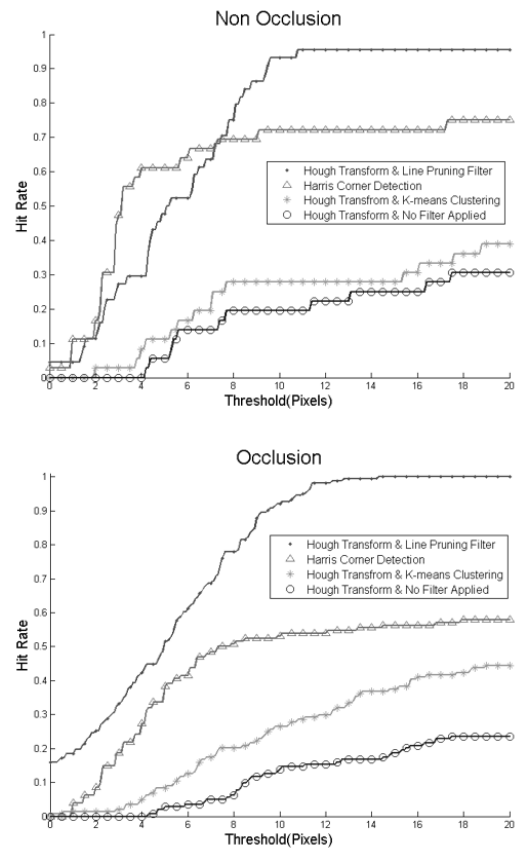 Non Occlusion
1
0.9
0.8
0.7
0.6
0.5
0.4
0.3
0.2
0.1
0
Hit Rate
Hough Transform & Line Pruning Filter
Harris Corner Detection
Hough Transfrom & K-means Clustering
Hough Transform & No Filter Applied
0 2 4 6 8 10 12 14 16 18 20
Threshold(Pixels)
Occlusion
1
0.9
0.8
0.7
0.6
0.5
0.4
0.3
0.2
0.1
0
Hit Rate
Hough Transform & Line Pruning Filter
Harris Corner Detection
Hough Transfrom & K-means Clustering
Hough Transform & No Filter Applied
0 2 4 6 8 10 12 14 16 18 20
Threshold(Pixels)